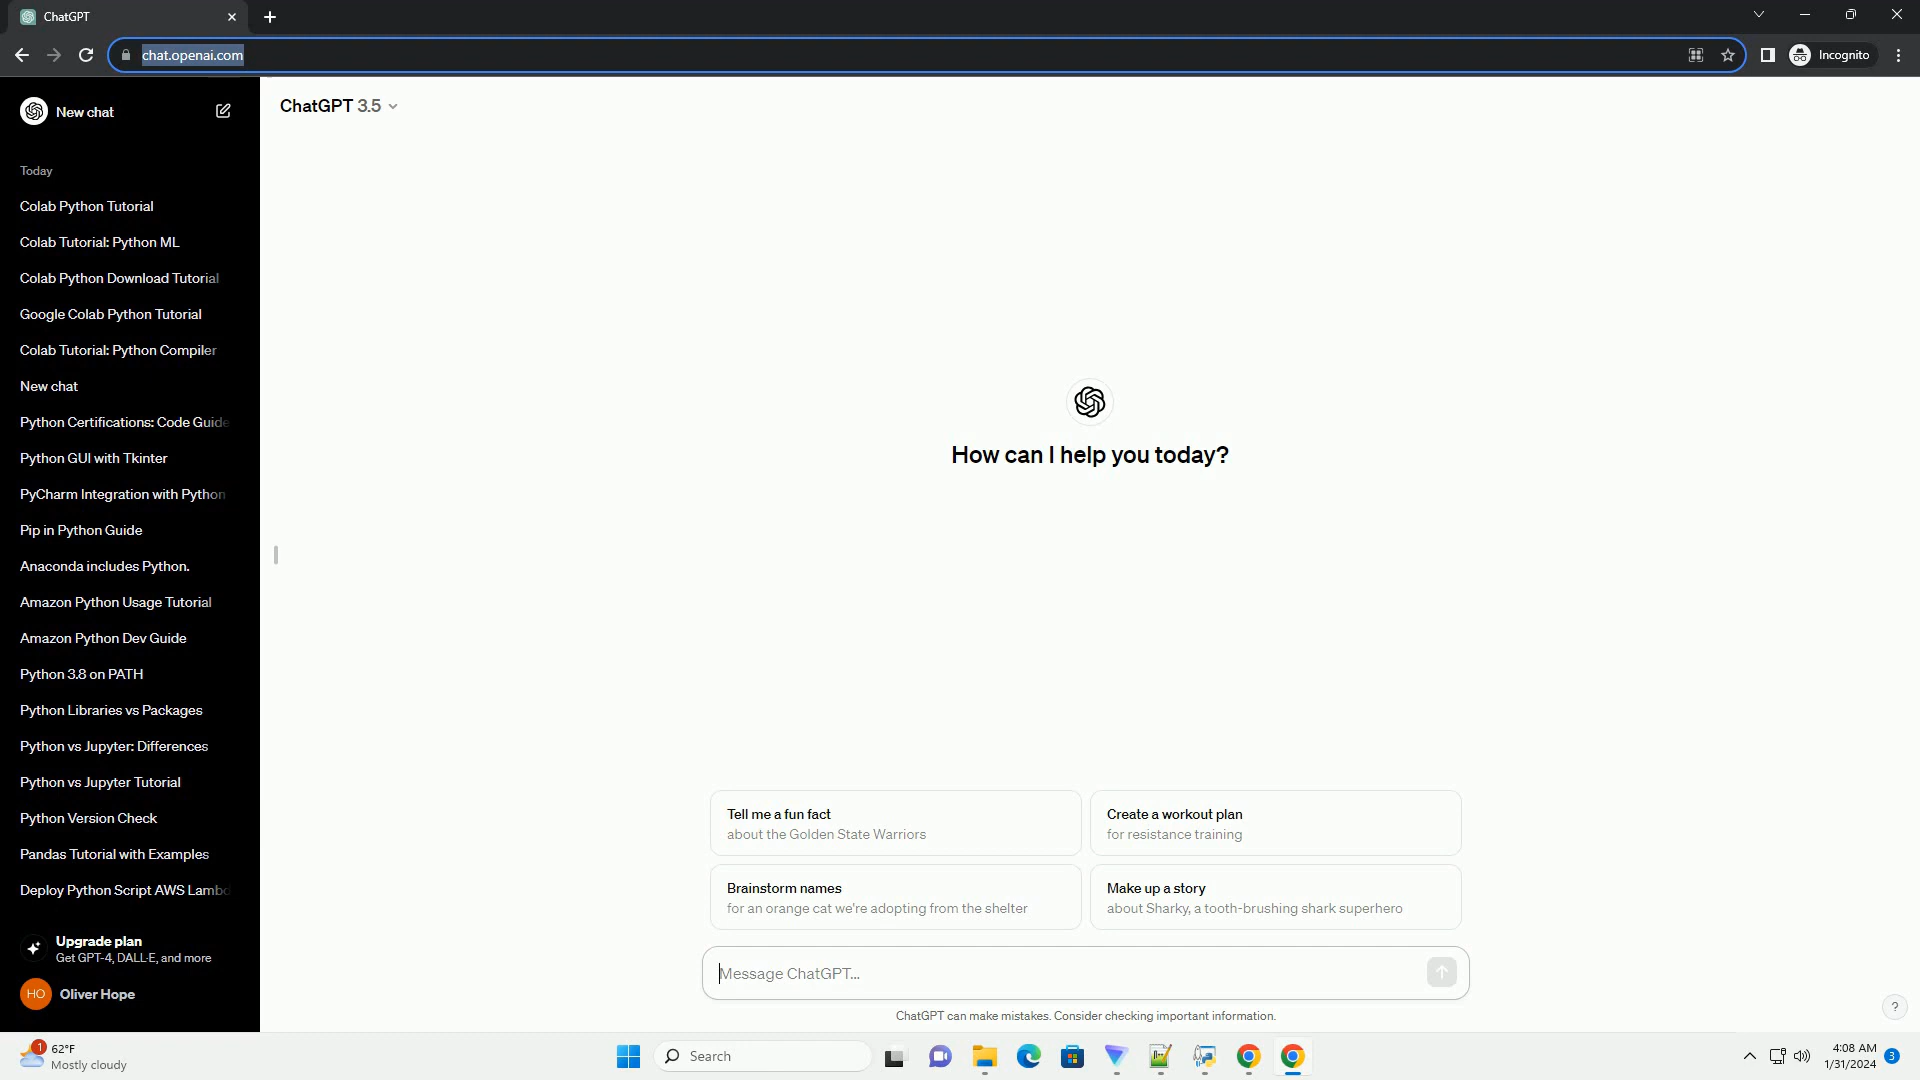 ChatGPT
chat.openai.com
Incognito
New chat
ChatGPT 3.5
Today
Colab Python Tutorial
Colab Tutorial: Python ML
Colab Python Download Tutorial
Google Colab Python Tutorial
Colab Tutorial: Python Compiler
New chat
Python Certifications: Code Guide
Python GUI with Tkinter
PyCharm Integration with Python
Pip in Python Guide
Anaconda includes Python.
Amazon Python Usage Tutorial
Amazon Python Dev Guide
Python 3.8 on PATH
Python Libraries vs Packages
Python vs Jupyter: Differences
Python vs Jupyter Tutorial
Python Version Check
Pandas Tutorial with Examples
Deploy Python Script AWS Lambd
Upgrade plan
Get GPT-4, DALL·E, and more
HO
Oliver Hope
How can I help you today?
Tell me a fun fact
about the Golden State Warriors
Create a workout plan
for resistance training
Brainstorm names
for an orange cat we're adopting from the shelter
Make up a story
about Sharky, a tooth-brushing shark superhero
Message ChatGPT...
ChatGPT can make mistakes. Consider checking important information.
?
1
62°F
Mostly cloudy
Search
4:08 AM
1/31/2024
3